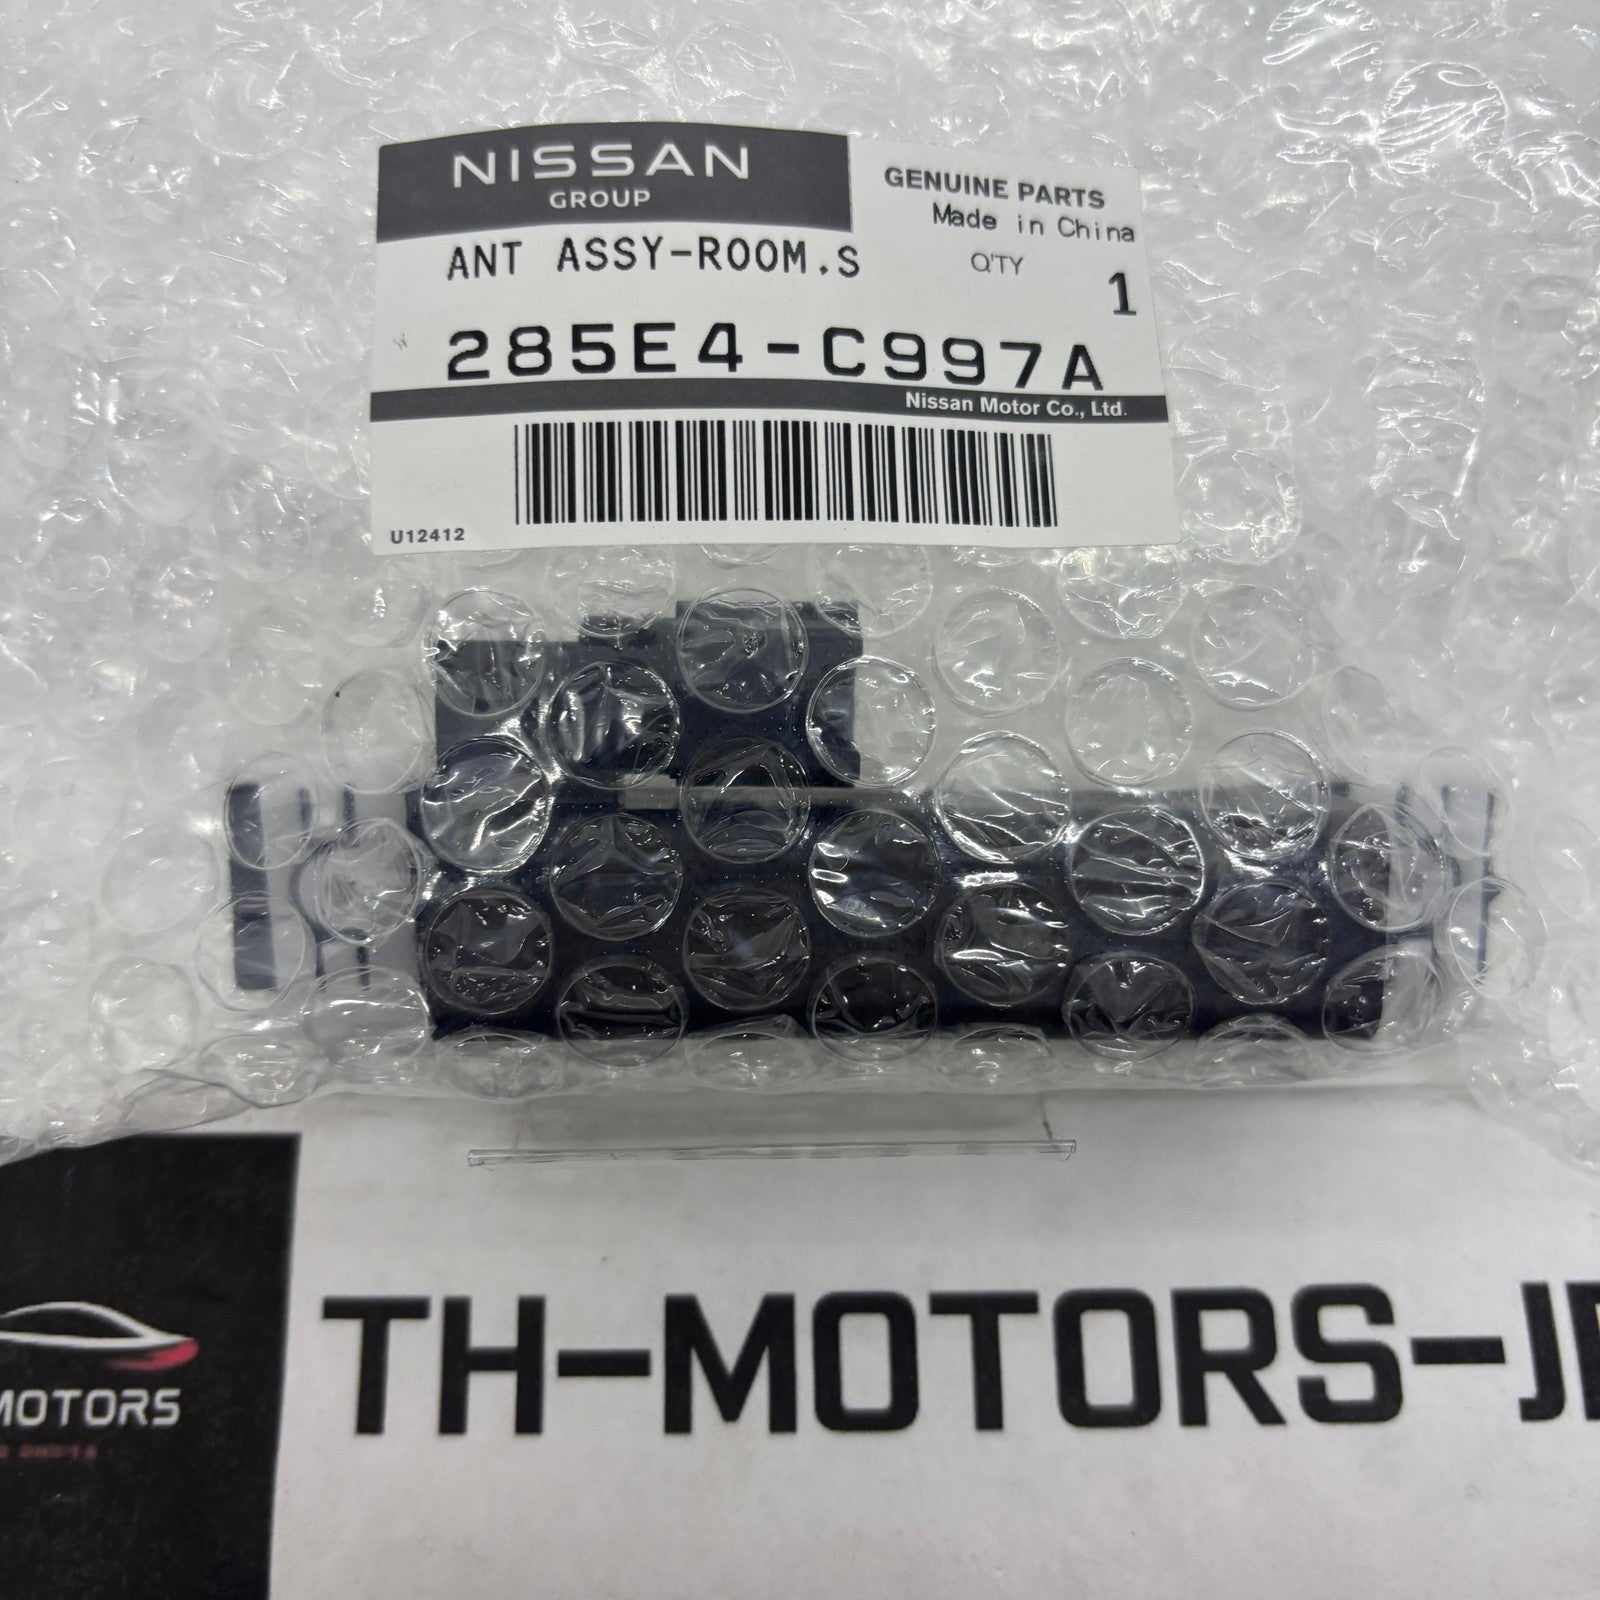 NISSAN
GROUP
GENUINE PARTS
Made in China
ANT ASSY-ROOM.S
Q'TY
1
285E4-C997A
Nissan Motor Co., Ltd.
U12412
TH-MOTORS-J
MOTORS